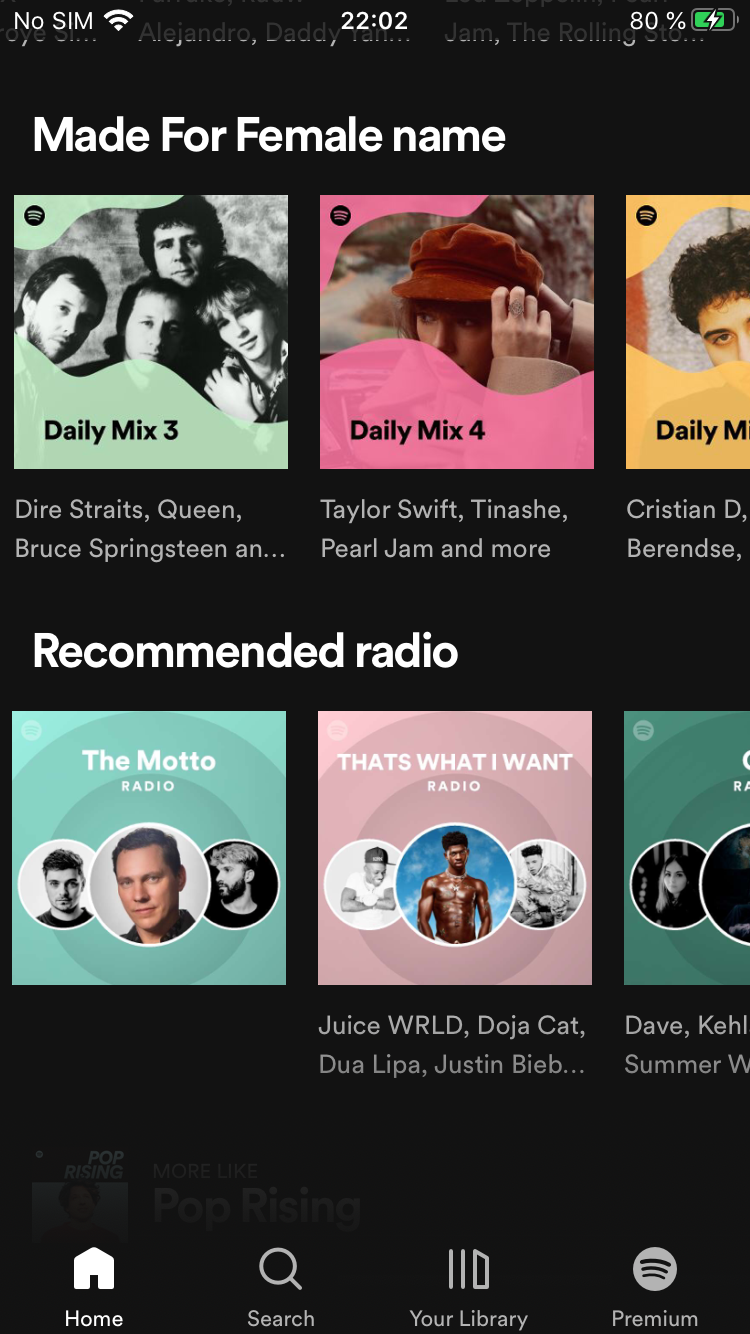 No SIM
22:02
80 %
Alejandro, Daddy Yan...
Jam, The Rolling Sto...
Made For Female name
Daily Mix 3
Daily Mix 4
Daily Mi
Dire Straits, Queen,
Bruce Springsteen an...
Taylor Swift, Tinashe,
Pearl Jam and more
Cristian D,
Berendse,
Recommended radio
The Motto
RADIO
THATS WHAT I WANT
RADIO
RA
Juice WRLD, Doja Cat,
Dua Lipa, Justin Bieb...
Dave, Kehl
Summer W
POP
RISING
MORE LIKE
Pop Rising
Home
Search
Your Library
Premium